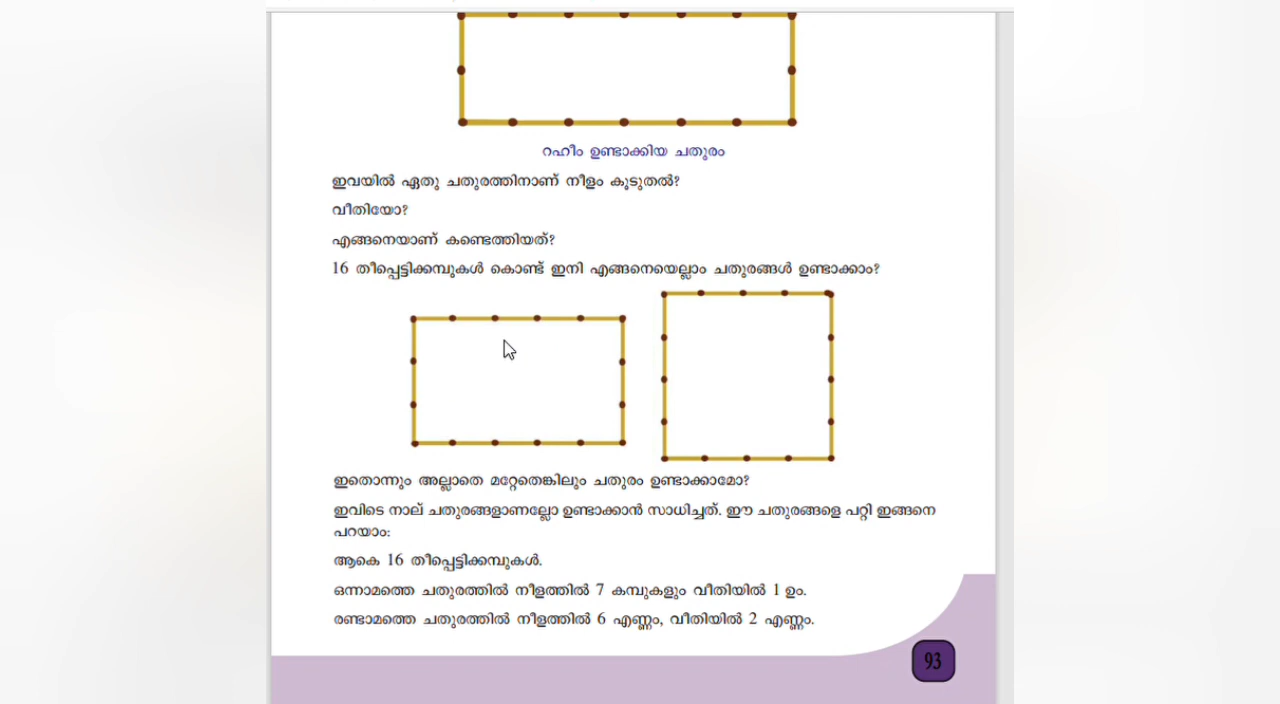 റഹീം ഉണ്ടാക്കിയ ചതുരം
ഇവയിൽ ഏതു ചതുരത്തിനാണ് നീളം കൂടുതൽ?
വീതിയോ?
എങ്ങനെയാണ് കണ്ടെത്തിയത്?
16 തീപ്പെട്ടിക്കമ്പുകൾ കൊണ്ട് ഇനി എങ്ങനെയെല്ലാം ചതുരങ്ങൾ ഉണ്ടാക്കാം?
ഇതൊന്നും അല്ലാതെ മറ്റേതെങ്കിലും ചതുരം ഉണ്ടാക്കാമോ?
ഇവിടെ നാല് ചതുരങ്ങളാണല്ലോ ഉണ്ടാക്കാൻ സാധിച്ചത്. ഈ ചതുരങ്ങളെ പറ്റി ഇങ്ങനെ
പറയാം:
ആകെ 16 തീപ്പെട്ടിക്കമ്പുകൾ.
ഒന്നാമത്തെ ചതുരത്തിൽ നീളത്തിൽ 7 കമ്പുകളും വീതിയിൽ 1 ഉം.
രണ്ടാമത്തെ ചതുരത്തിൽ നീളത്തിൽ 6 എണ്ണം, വീതിയിൽ 2 എണ്ണം.
93